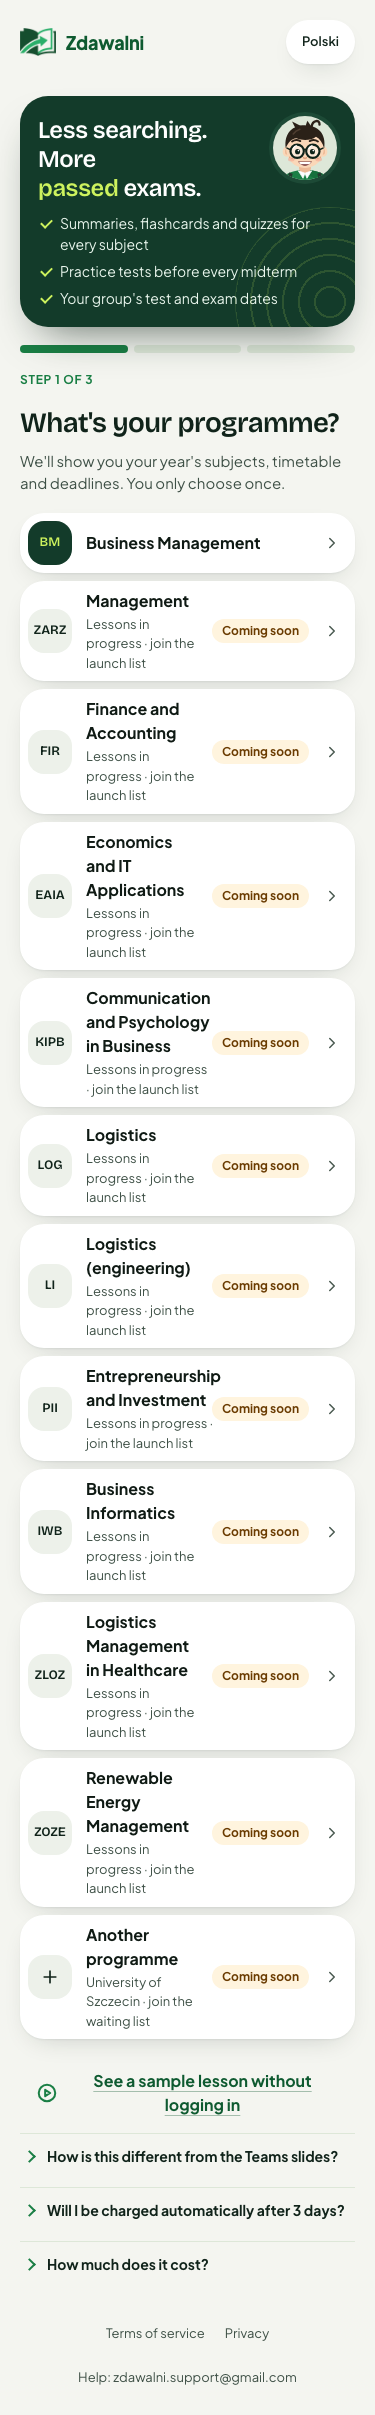 Zdawalni
Polski
Less searching.
More
passed exams.
Summaries, flashcards and quizzes for
every subject
Practice tests before every midterm
Your group's test and exam dates
STEP 1 OF 3
What's your programme?
We'll show you your year's subjects, timetable
and deadlines. You only choose once.
BM
Business Management
ZARZ
Management
Lessons in
progress · join the
launch list
Coming soon
FIR
Finance and
Accounting
Lessons in
progress · join the
launch list
Coming soon
EAIA
Economics
and IT
Applications
Lessons in
progress · join the
launch list
Coming soon
KIPB
Communication
and Psychology
in Business
Lessons in progress
· join the launch list
Coming soon
LOG
Logistics
Lessons in
progress · join the
launch list
Coming soon
LI
Logistics
(engineering)
Lessons in
progress · join the
launch list
Coming soon
PII
Entrepreneurship
and Investment
Lessons in progress ·
join the launch list
Coming soon
IWB
Business
Informatics
Lessons in
progress · join the
launch list
Coming soon
ZLOZ
Logistics
Management
in Healthcare
Lessons in
progress · join the
launch list
Coming soon
ZOZE
Renewable
Energy
Management
Lessons in
progress · join the
launch list
Coming soon
Another
programme
University of
Szczecin · join the
waiting list
Coming soon
See a sample lesson without
logging in
How is this different from the Teams slides?
Will I be charged automatically after 3 days?
How much does it cost?
Terms of service Privacy
Help: zdawalni.support@gmail.com